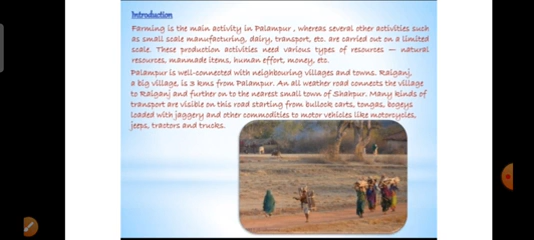 Introduction
Farming is the main activity in Palampur , whereas several other activities such
as small scale manufacturing, dairy, transport, etc. are carried out on a limited
scale. These production activities need various types of resources — natural
resources, manmade items, human effort, money, etc.
Palampur is well-connected with neighbouring villages and towns. Raiganj,
a big village, is 3 kms from Palampur. An all weather road connects the village
to Raiganj and further on to the nearest small town of Shahpur. Many kinds of
transport are visible on this road starting from bullock carts, tongas, bogeys
loaded with jaggery and other commodities to motor vehicles like motorcycles,
jeeps, tractors and trucks.